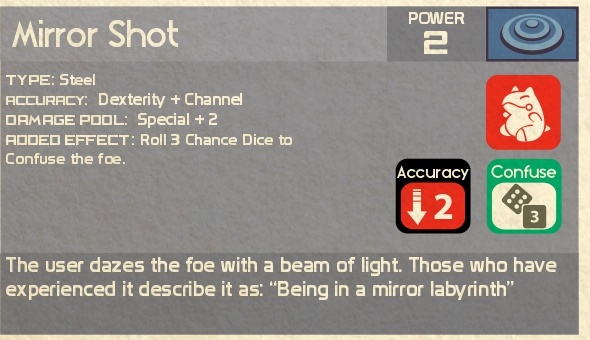 Mirror Shot
POWER
2
TYPE: Steel
ACCURACY: Dexterity + Channel
DAMAGE POOL: Special + 2
ADDED EFFECT: Roll 3 Chance Dice to
Confuse the foe.
Accuracy
2
Confuse
3
The user dazes the foe with a beam of light. Those who have
experienced it describe it as: “Being in a mirror labyrinth”